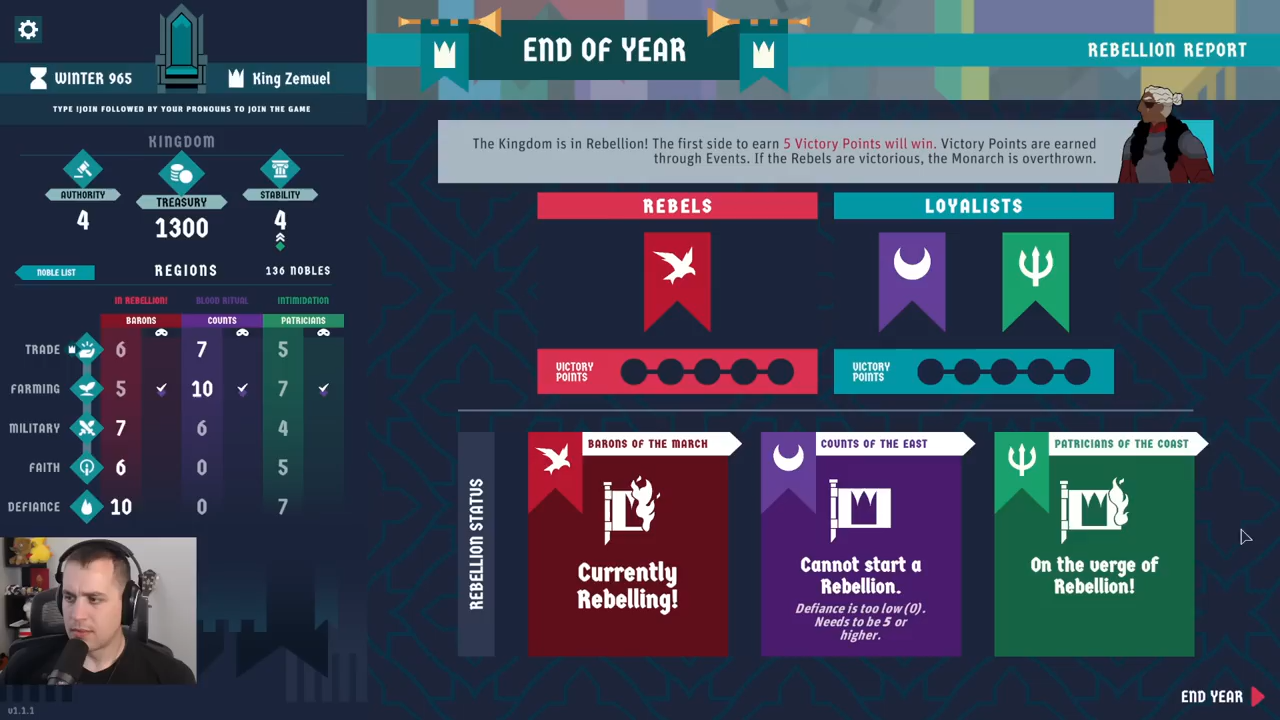 WINTER 965
King Zemuel
TYPE !JOIN FOLLOWED BY YOUR PRONOUNS TO JOIN THE GAME
KINGDOM
AUTHORITY
TREASURY
STABILITY
4
1300
4
NOBLE LIST
REGIONS
136 NOBLES
IN REBELLION!
BLOOD RITUAL
INTIMIDATION
BARONS
COUNTS
PATRICIANS
TRADE 6 7 5
FARMING 5 10 7
MILITARY 7 6 4
FAITH 6 0 5
DEFIANCE 10 0 7
v1.1.1
END OF YEAR
REBELLION REPORT
The Kingdom is in Rebellion! The first side to earn 5 Victory Points will win. Victory Points are earned
through Events. If the Rebels are victorious, the Monarch is overthrown.
REBELS
LOYALISTS
VICTORY
POINTS
VICTORY
POINTS
REBELLION STATUS
BARONS OF THE MARCH
Currently
Rebelling!
COUNTS OF THE EAST
Cannot start a
Rebellion.
Defiance is too low (0).
Needs to be 5 or
higher.
PATRICIANS OF THE COAST
On the verge of
Rebellion!
END YEAR